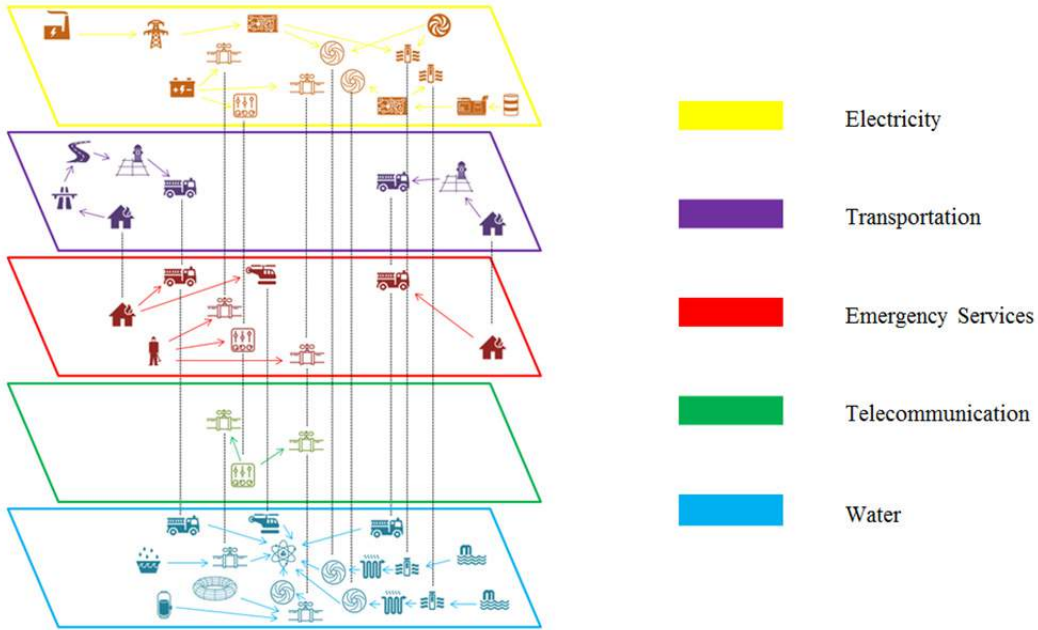 Electricity
Transportation
Emergency Services
Telecommunication
Water